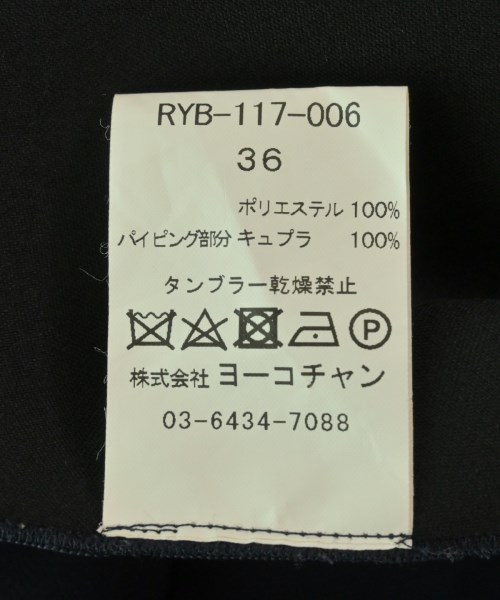 RYB-117-006
36
ポリエステル 100%
パイピング部分 キュプラ 100%
タンブラー乾燥禁止
P
株式会社 ヨーコチャン
03-6434-7088